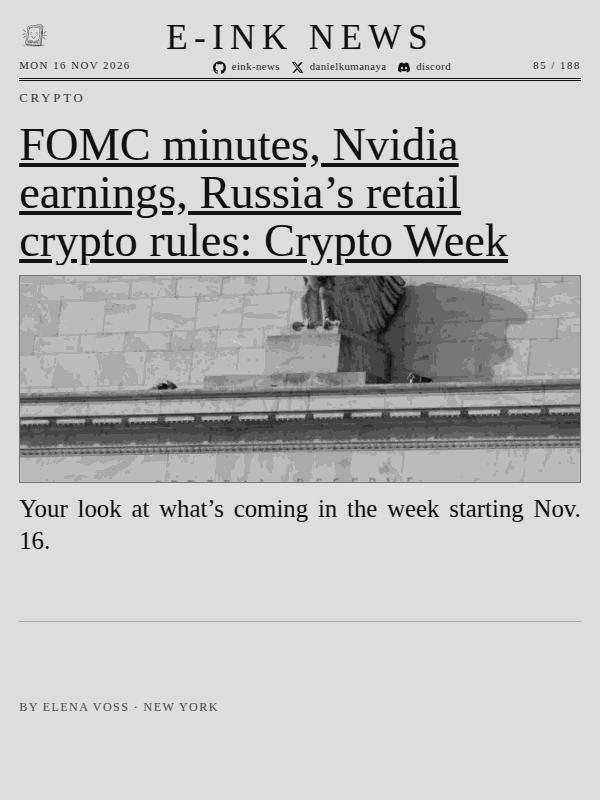 E-INK NEWS
MON 16 NOV 2026
eink-news danielkumanaya discord
85 / 188
CRYPTO
FOMC minutes, Nvidia
earnings, Russia’s retail
crypto rules: Crypto Week
Your look at what’s coming in the week starting Nov.
16.
BY ELENA VOSS · NEW YORK